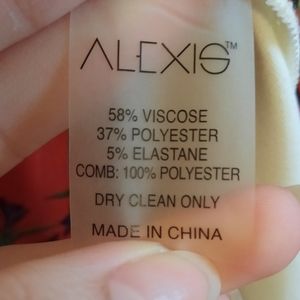 ALEXIS™
58% VISCOSE
37% POLYESTER
5% ELASTANE
COMB: 100% POLYESTER
DRY CLEAN ONLY
MADE IN CHINA